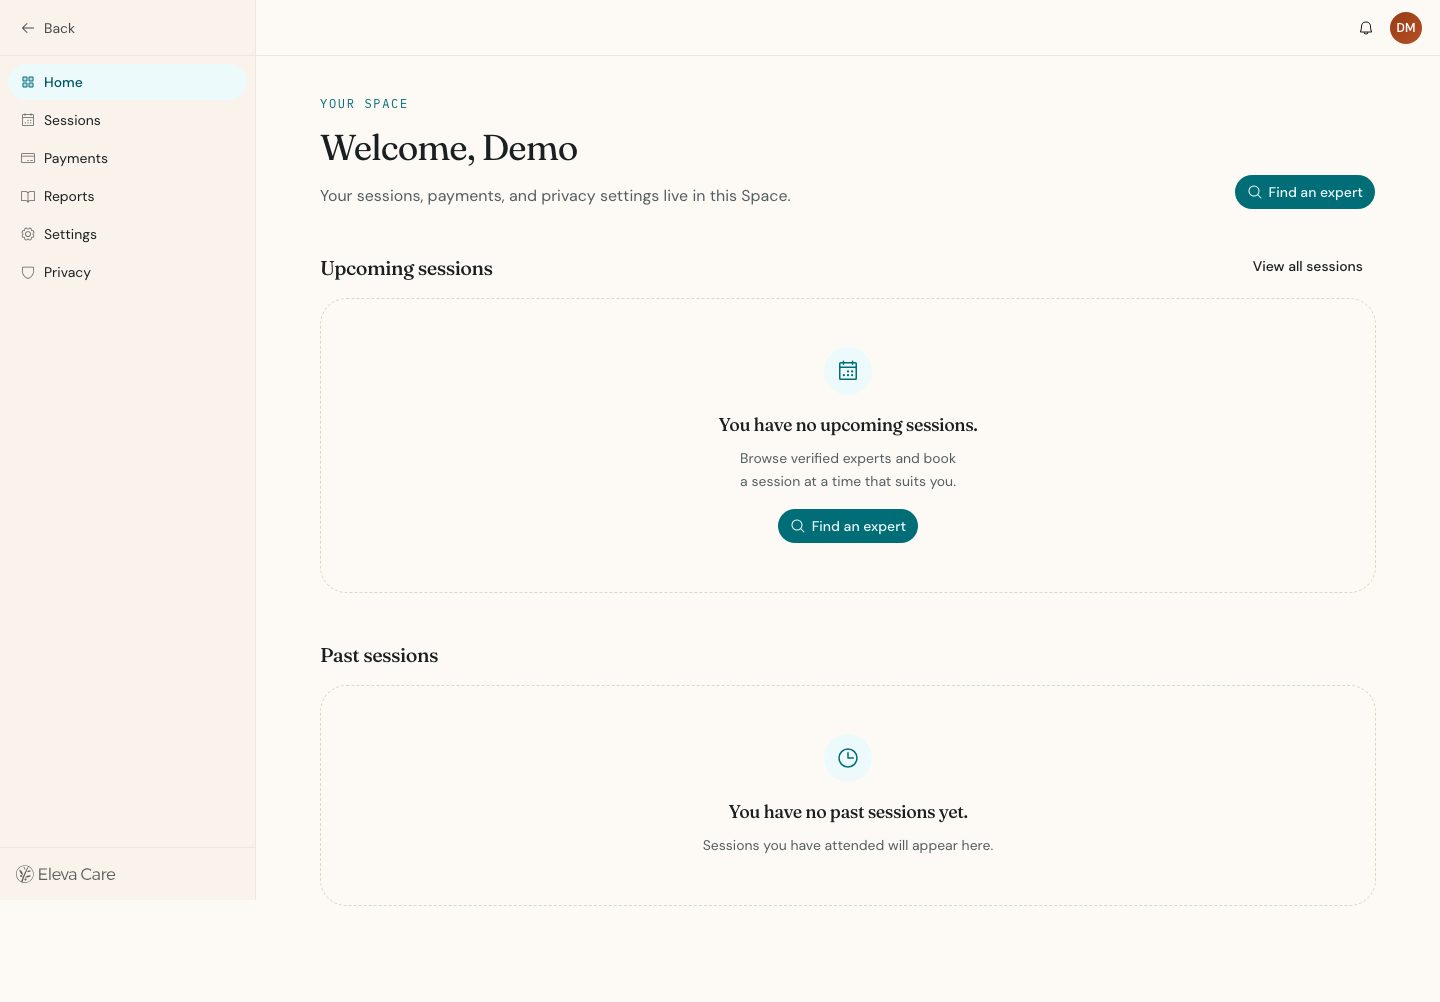 Back
DM
Home
Sessions
Payments
Reports
Settings
Privacy
YOUR SPACE
Welcome, Demo
Your sessions, payments, and privacy settings live in this Space.
Find an expert
Upcoming sessions
View all sessions
You have no upcoming sessions.
Browse verified experts and book
a session at a time that suits you.
Find an expert
Past sessions
You have no past sessions yet.
Sessions you have attended will appear here.
Eleva Care